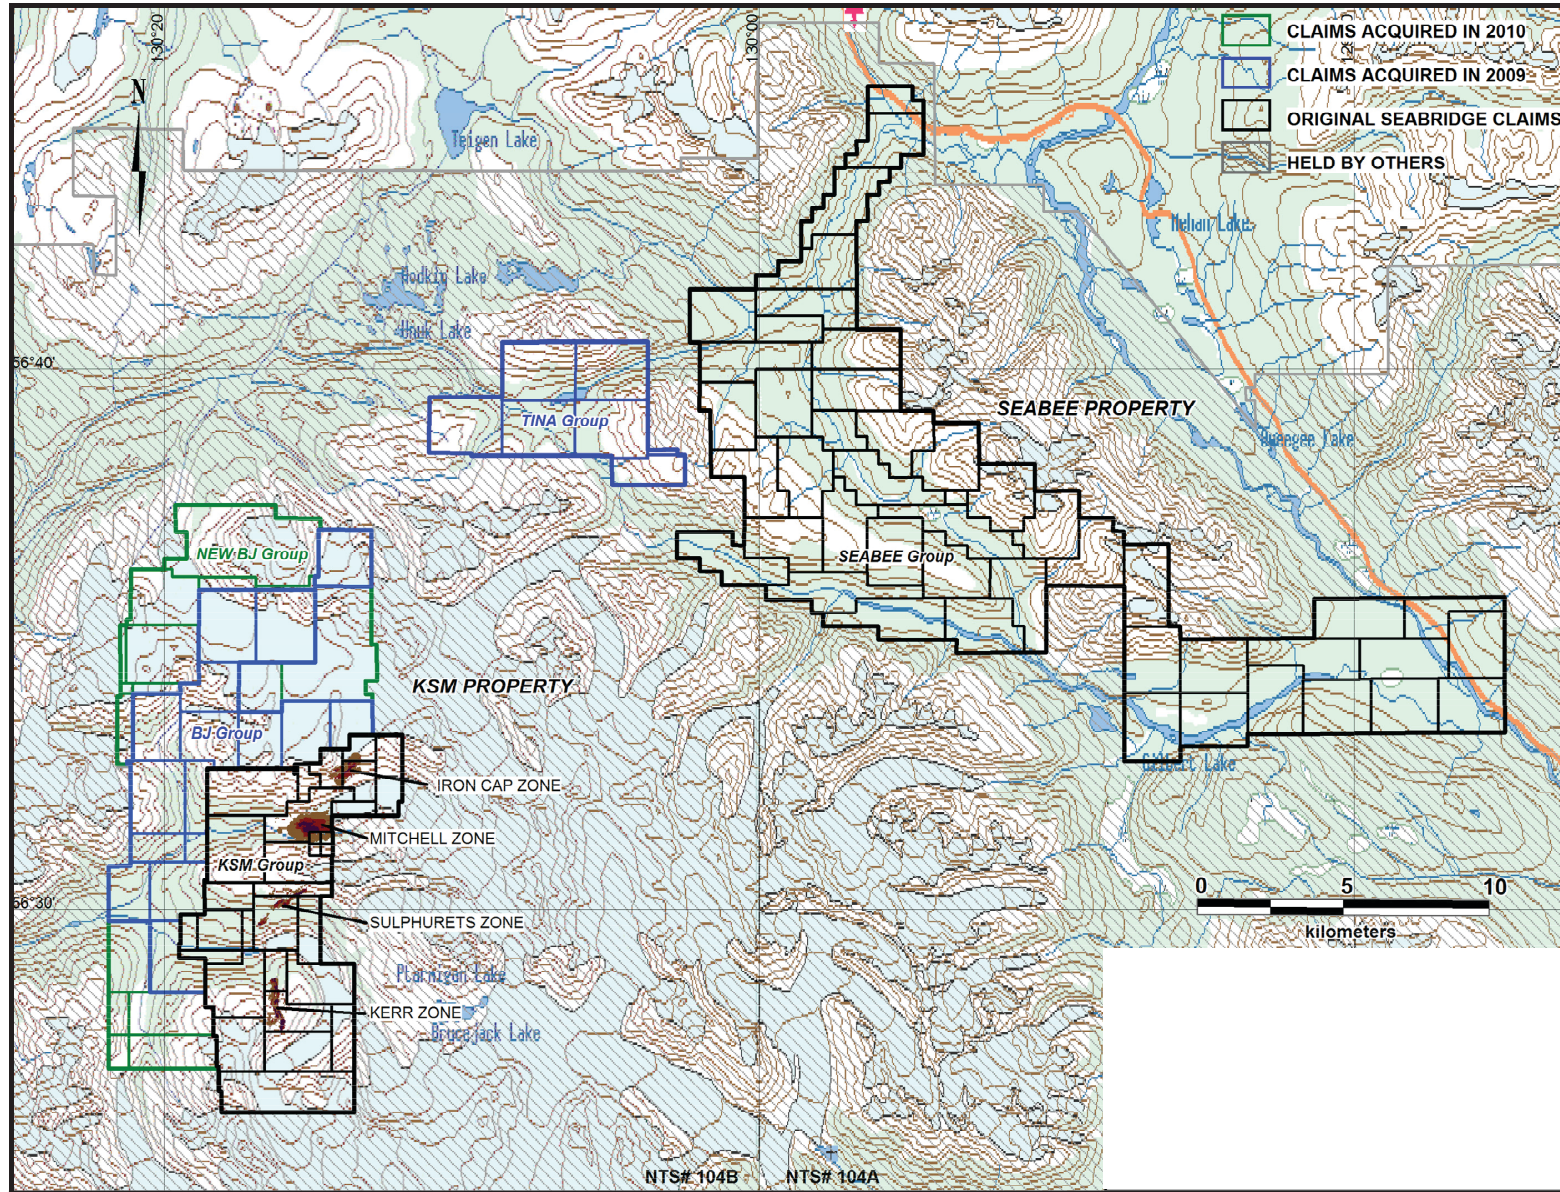 130°20
130°00
CLAIMS ACQUIRED IN 2010
CLAIMS ACQUIRED IN 2009
ORIGINAL SEABRIDGE CLAIMS
HELD BY OTHERS
N
Teigen Lake
Hodkin Lake
Unuk Lake
56°40'
TINA Group
SEABEE PROPERTY
NEW BJ Group
SEABEE Group
KSM PROPERTY
BJ Group
IRON CAP ZONE
MITCHELL ZONE
KSM Group
56°30'
SULPHURETS ZONE
0 5 10
kilometers
Ptarmigan Lake
KERR ZONE
Brucejack Lake
NTS# 104B
NTS# 104A